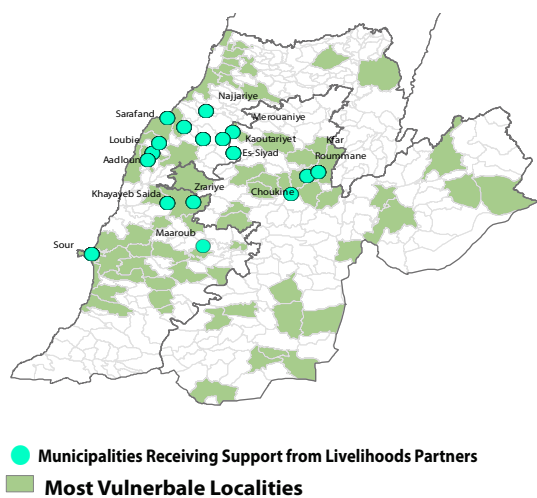 Najjariye
Sarafand
Merouaniye
Loubie
Kaoutariyet
Es-Siyad
Kfar
Roummane
Aadloun
Khayayeb Saida
Zrariye
Choukine
Maaroub
Sour
Municipalities Receiving Support from Livelihoods Partners
Most Vulnerbale Localities